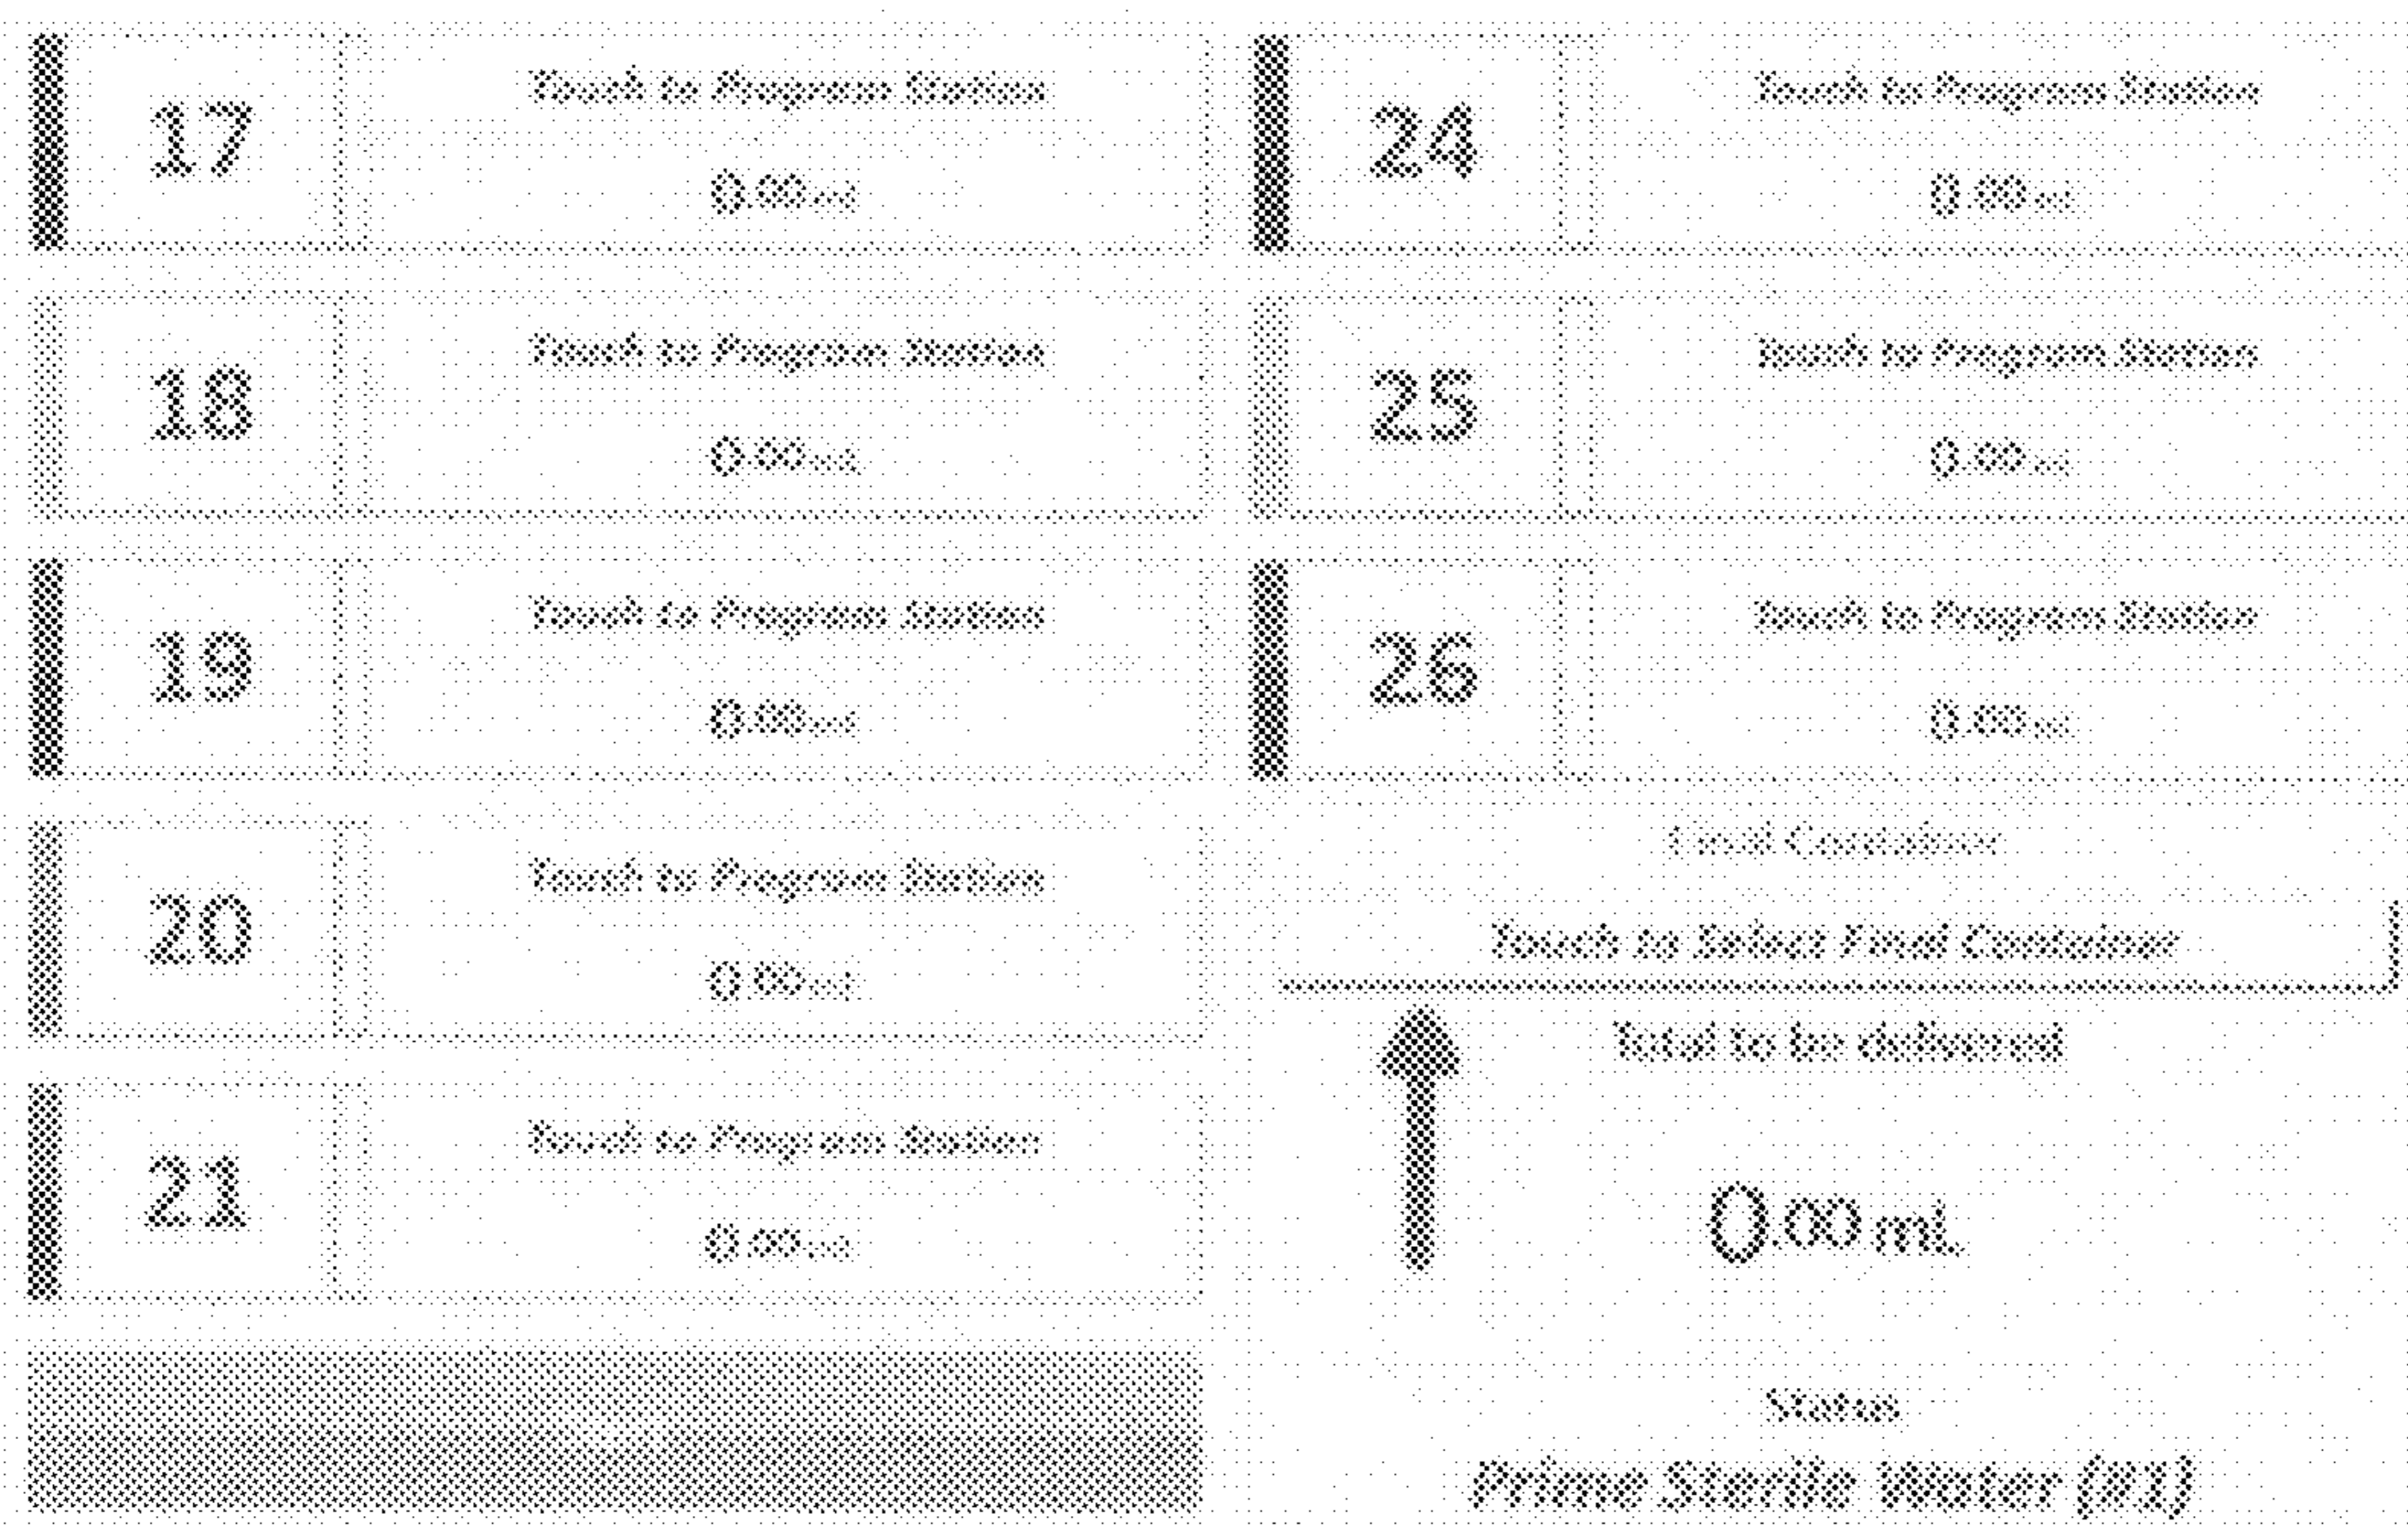 17
Touch to Program Station
0.00 ml
18
Touch to Program Station
0.00 ml
19
Touch to Program Station
0.00 ml
20
Touch to Program Station
0.00 ml
21
Touch to Program Station
0.00 ml
24
Touch to Program Station
0.00 ml
25
Touch to Program Station
0.00 ml
26
Touch to Program Station
0.00 ml
Final Container
Touch to Select Final Container
Total to be delivered
0.00 mL
Status
Prime Sterile Water (#1)